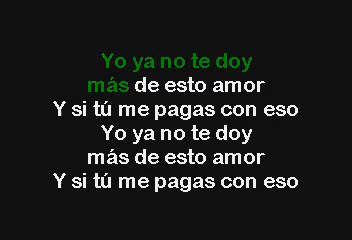 Yo ya no te doy
más de esto amor
Y si tú me pagas con eso
Yo ya no te doy
más de esto amor
Y si tú me pagas con eso